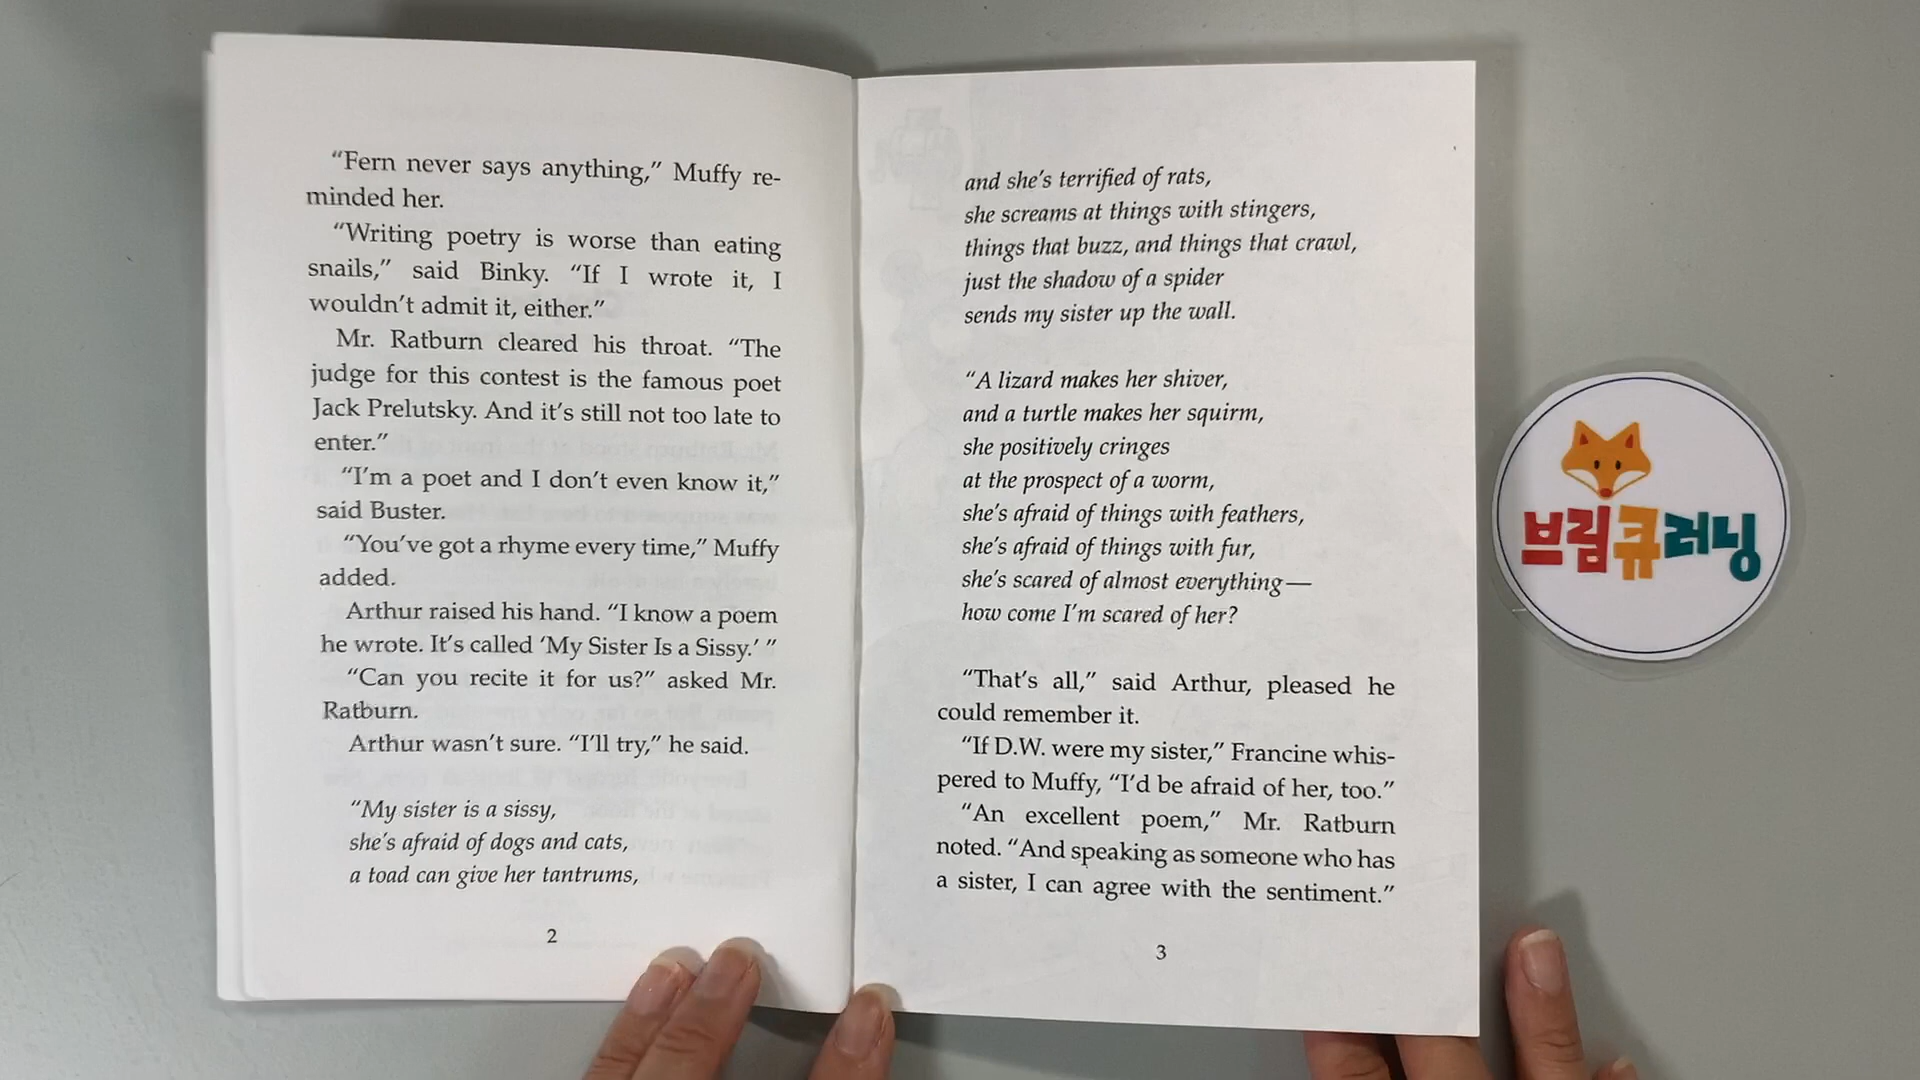 “Fern never says anything,” Muffy re-
minded her.
“Writing poetry is worse than eating
snails,” said Binky. “If I wrote it, I
wouldn’t admit it, either.”
Mr. Ratburn cleared his throat. “The
judge for this contest is the famous poet
Jack Prelutsky. And it’s still not too late to
enter.”
“I’m a poet and I don’t even know it,”
said Buster.
“You’ve got a rhyme every time,” Muffy
added.
Arthur raised his hand. “I know a poem
he wrote. It’s called ‘My Sister Is a Sissy.’ ”
“Can you recite it for us?” asked Mr.
Ratburn.
Arthur wasn’t sure. “I’ll try,” he said.
“My sister is a sissy,
she’s afraid of dogs and cats,
a toad can give her tantrums,
2
and she’s terrified of rats,
she screams at things with stingers,
things that buzz, and things that crawl,
just the shadow of a spider
sends my sister up the wall.
“A lizard makes her shiver,
and a turtle makes her squirm,
she positively cringes
at the prospect of a worm,
she’s afraid of things with feathers,
she’s afraid of things with fur,
she’s scared of almost everything—
how come I’m scared of her?
“That’s all,” said Arthur, pleased he
could remember it.
“If D.W. were my sister,” Francine whis-
pered to Muffy, “I’d be afraid of her, too.”
“An excellent poem,” Mr. Ratburn
noted. “And speaking as someone who has
a sister, I can agree with the sentiment.”
3
브림큐러닝